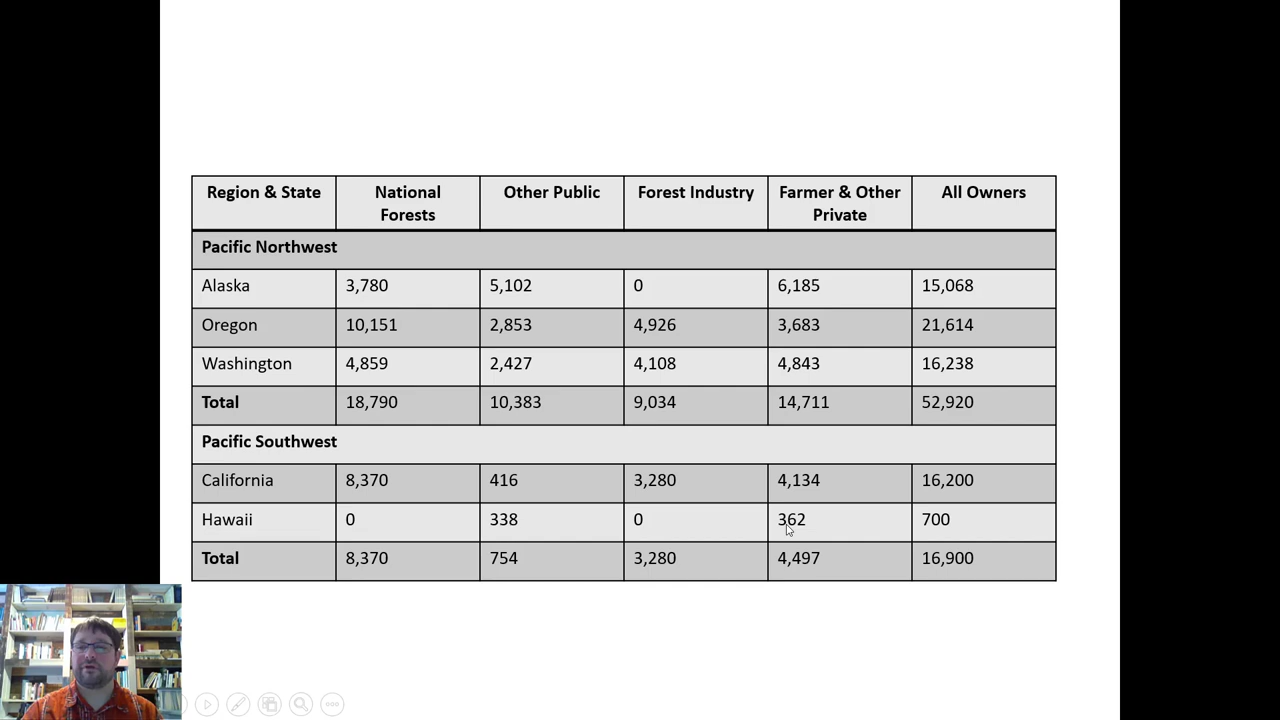 Region & State National Forests Other Public Forest Industry Farmer & Other Private All Owners
Pacific Northwest
Alaska 3,780 5,102 0 6,185 15,068
Oregon 10,151 2,853 4,926 3,683 21,614
Washington 4,859 2,427 4,108 4,843 16,238
Total 18,790 10,383 9,034 14,711 52,920
Pacific Southwest
California 8,370 416 3,280 4,134 16,200
Hawaii 0 338 0 362 700
Total 8,370 754 3,280 4,497 16,900